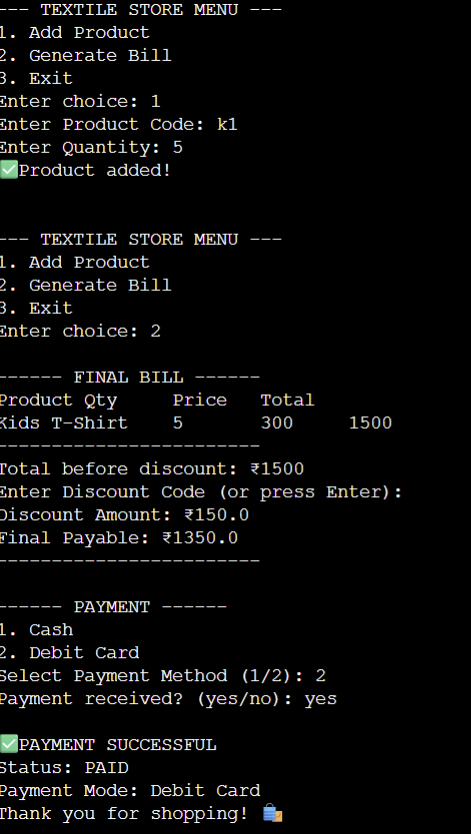 --- TEXTILE STORE MENU ---
1. Add Product
2. Generate Bill
3. Exit
Enter choice: 1
Enter Product Code: k1
Enter Quantity: 5
✅Product added!
--- TEXTILE STORE MENU ---
1. Add Product
2. Generate Bill
3. Exit
Enter choice: 2
------ FINAL BILL ------
Product Qty     Price   Total
Kids T-Shirt    5       300     1500
------------------------
Total before discount: ₹1500
Enter Discount Code (or press Enter):
Discount Amount: ₹150.0
Final Payable: ₹1350.0
------------------------
------ PAYMENT ------
1. Cash
2. Debit Card
Select Payment Method (1/2): 2
Payment received? (yes/no): yes
✅PAYMENT SUCCESSFUL
Status: PAID
Payment Mode: Debit Card
Thank you for shopping! 🛍️